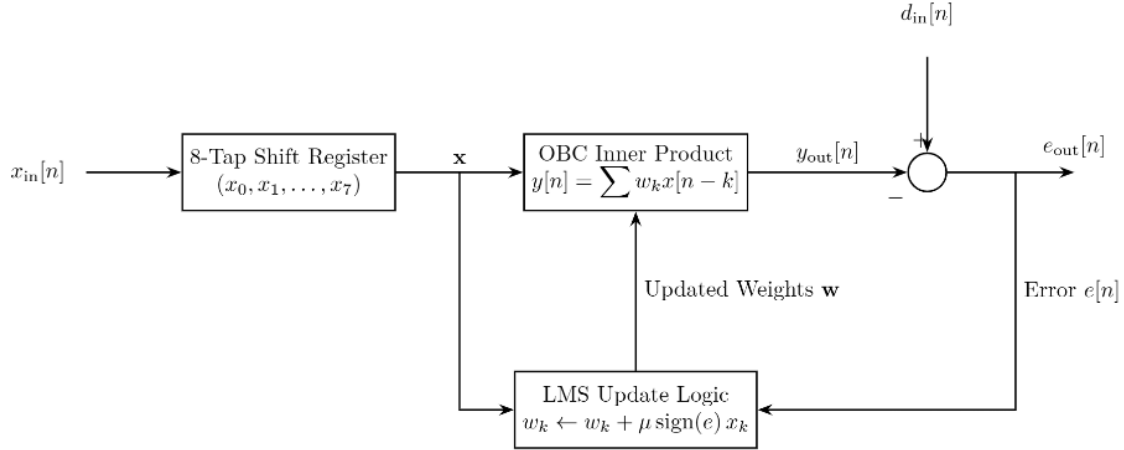 d_in[n]
x_in[n]
8-Tap Shift Register
(x_0, x_1, . . . , x_7)
x
OBC Inner Product
y[n] = ∑ w_k x[n − k]
y_out[n]
+
−
e_out[n]
Updated Weights w
Error e[n]
LMS Update Logic
w_k ← w_k + μ sign(e) x_k